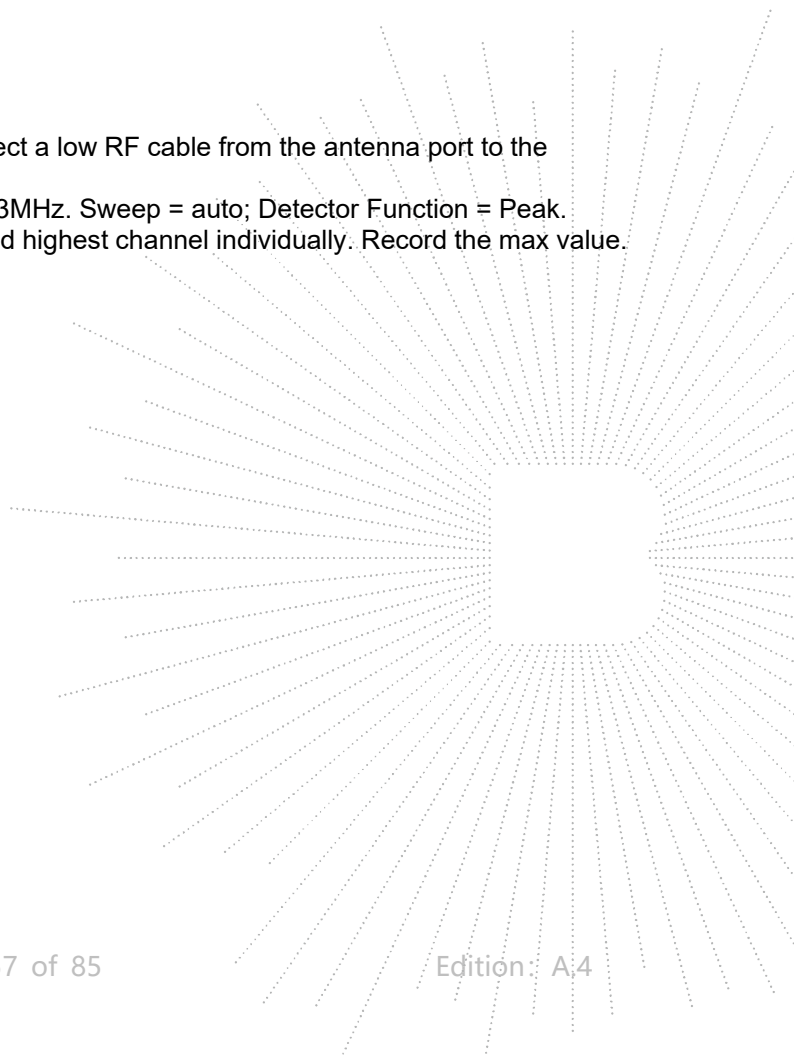 ect a low RF cable from the antenna port to the
3MHz. Sweep = auto; Detector Function = Peak.
d highest channel individually. Record the max value.
7 of 85 Edition: A.4